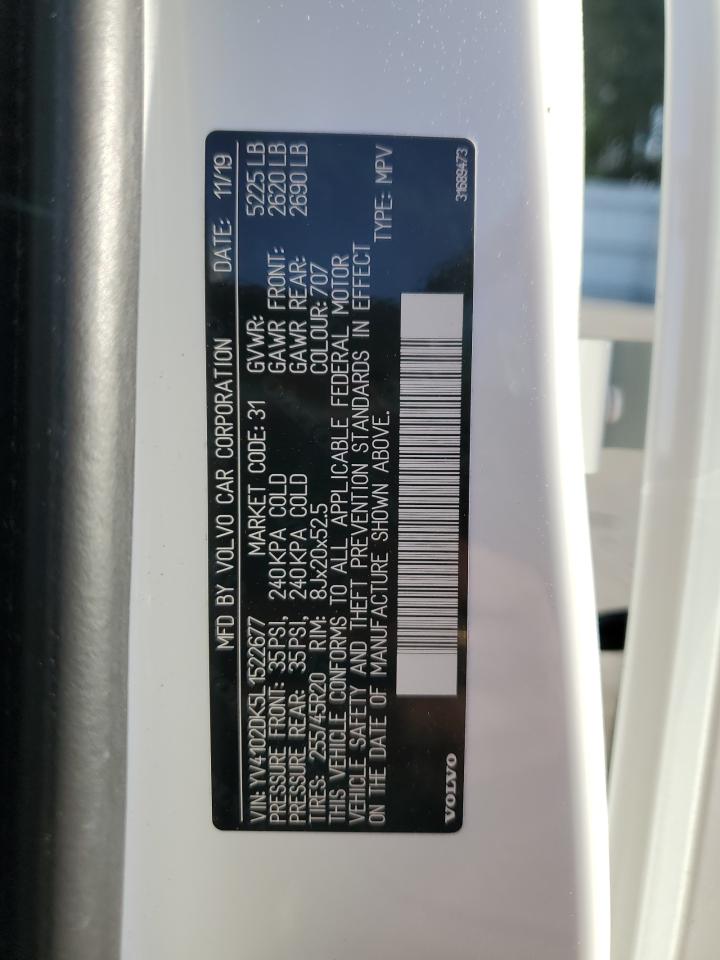 MFD BY VOLVO CAR CORPORATION DATE: 11/19
VIN: YV4102DK5L1522677 MARKET CODE: 31 GVWR: 5225 LB
PRESSURE FRONT: 35PSI, 240KPA COLD GAWR FRONT: 2620 LB
PRESSURE REAR: 35PSI, 240KPA COLD GAWR REAR: 2690 LB
TIRES: 255/45R20 RIM: 8Jx20x52.5 COLOUR: 707
THIS VEHICLE CONFORMS TO ALL APPLICABLE FEDERAL MOTOR
VEHICLE SAFETY AND THEFT PREVENTION STANDARDS IN EFFECT
ON THE DATE OF MANUFACTURE SHOWN ABOVE. TYPE: MPV
VOLVO 31689473